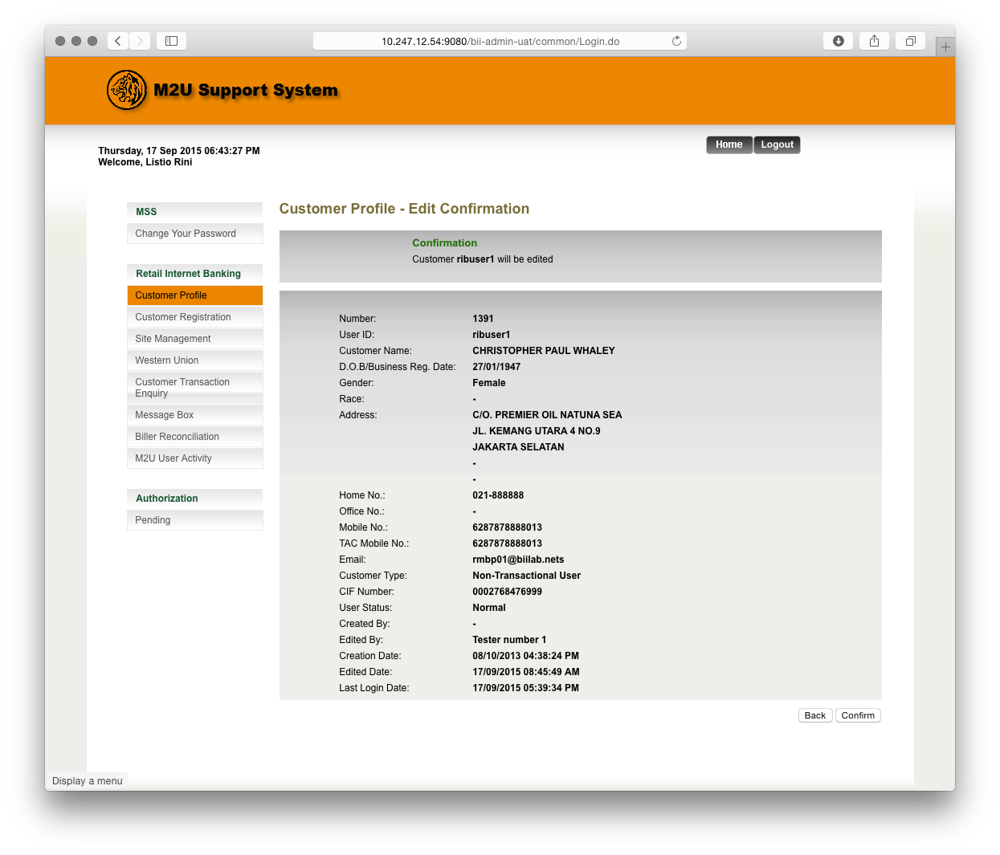 10.247.12.54:9080/bii-admin-uat/common/Login.do
M2U Support System
Thursday, 17 Sep 2015 06:43:27 PM
Welcome, Listio Rini
Home Logout
MSS
Change Your Password
Retail Internet Banking
Customer Profile
Customer Registration
Site Management
Western Union
Customer Transaction
Enquiry
Message Box
Biller Reconciliation
M2U User Activity
Authorization
Pending
Customer Profile - Edit Confirmation
Confirmation
Customer ribuser1 will be edited
Number: 1391
User ID: ribuser1
Customer Name: CHRISTOPHER PAUL WHALEY
D.O.B/Business Reg. Date: 27/01/1947
Gender: Female
Race: -
Address: C/O. PREMIER OIL NATUNA SEA
JL. KEMANG UTARA 4 NO.9
JAKARTA SELATAN
-
-
Home No.: 021-888888
Office No.: -
Mobile No.: 6287878888013
TAC Mobile No.: 6287878888013
Email: rmbp01@biilab.nets
Customer Type: Non-Transactional User
CIF Number: 0002768476999
User Status: Normal
Created By: -
Edited By: Tester number 1
Creation Date: 08/10/2013 04:38:24 PM
Edited Date: 17/09/2015 08:45:49 AM
Last Login Date: 17/09/2015 05:39:34 PM
Back Confirm
Display a menu